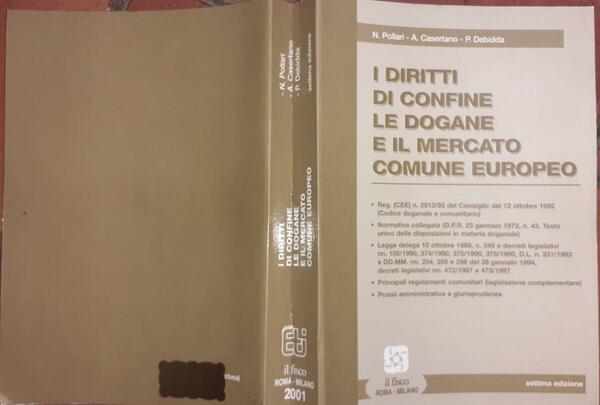 N. Pollari - A. Casertano - P. Debidda
I DIRITTI
DI CONFINE
LE DOGANE
E IL MERCATO
COMUNE EUROPEO
• Reg. (CEE) n. 2913/92 del Consiglio del 12 ottobre 1992
(Codice doganale e comunitario)
• Normativa collegata (D.P.R. 23 gennaio 1973, n. 43. Testo
unico delle disposizioni in materia doganale)
• Legge delega 10 ottobre 1989, n. 349 e decreti legislativi
nn. 105/1990, 374/1990, 375/1990, 376/1990, D.L. n. 331/1993
e DD.MM. nn. 254, 255 e 256 del 28 gennaio 1994,
decreti legislativi nn. 472/1997 e 473/1997
• Principali regolamenti comunitari (legislazione complementare)
• Prassi amministrativa e giurisprudenza
il fisco
ROMA - MILANO
settima edizione
- N. Pollari
- A. Casertano
- P. Debidda
settima edizione
I DIRITTI
DI CONFINE
LE DOGANE
E IL MERCATO
COMUNE EUROPEO
il fisco
ROMA - MILANO
2001